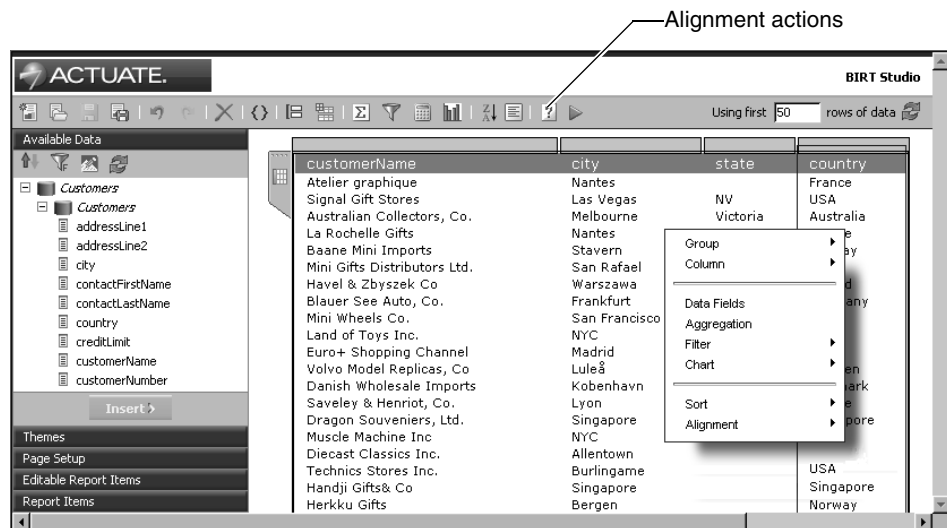 Alignment actions
ACTUATE.
BIRT Studio
Using first 50 rows of data
Available Data
Customers
Customers
addressLine1
addressLine2
city
contactFirstName
contactLastName
country
creditLimit
customerName
customerNumber
Insert
Themes
Page Setup
Editable Report Items
Report Items
customerName city state country
Atelier graphique Nantes France
Signal Gift Stores Las Vegas NV USA
Australian Collectors, Co. Melbourne Victoria Australia
La Rochelle Gifts Nantes
Baane Mini Imports Stavern
Mini Gifts Distributors Ltd. San Rafael
Havel & Zbyszek Co Warszawa
Blauer See Auto, Co. Frankfurt
Mini Wheels Co. San Francisco
Land of Toys Inc. NYC
Euro+ Shopping Channel Madrid
Volvo Model Replicas, Co Luleå
Danish Wholesale Imports Kobenhavn
Saveley & Henriot, Co. Lyon
Dragon Souveniers, Ltd. Singapore
Muscle Machine Inc NYC
Diecast Classics Inc. Allentown
Technics Stores Inc. Burlingame USA
Handji Gifts& Co Singapore Singapore
Herkku Gifts Bergen Norway
Group
Column
Data Fields
Aggregation
Filter
Chart
Sort
Alignment